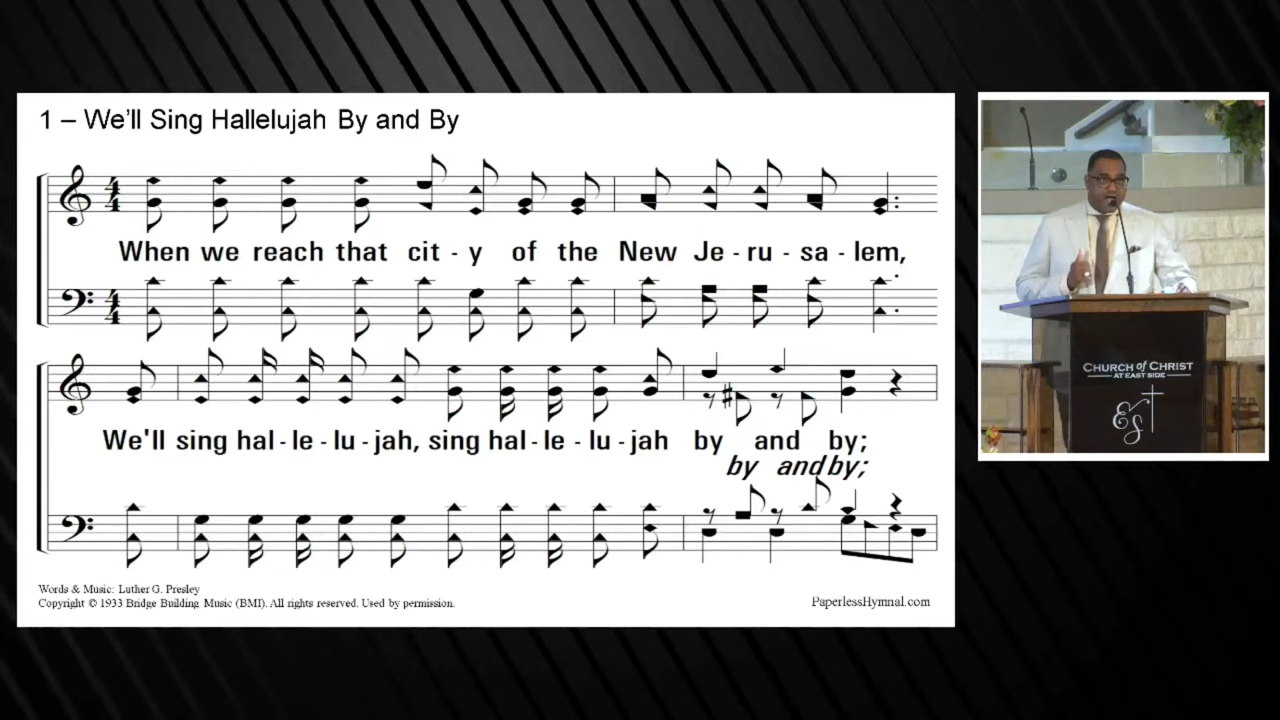 1 – We'll Sing Hallelujah By and By
When we reach that cit - y of the New Je - ru - sa - lem,
We'll sing hal - le - lu - jah, sing hal - le - lu - jah by and by;
by and by;
Words & Music: Luther G. Presley
Copyright © 1933 Bridge Building Music (BMI). All rights reserved. Used by permission.
PaperlessHymnal.com
CHURCH of CHRIST
AT EAST SIDE